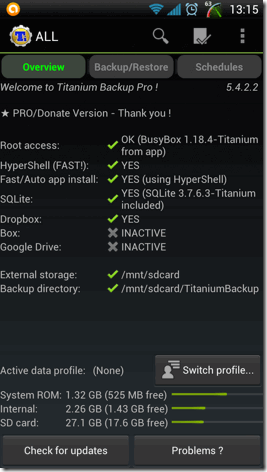 63
13:15
ALL
Overview
Backup/Restore
Schedules
Welcome to Titanium Backup Pro !
5.4.2.2
★ PRO/Donate Version - Thank you !
Root access:
OK (BusyBox 1.18.4-Titanium
from app)
HyperShell (FAST!):
YES
Fast/Auto app install:
YES (using HyperShell)
SQLite:
YES (SQLite 3.7.6.3-Titanium
included)
Dropbox:
YES
Box:
INACTIVE
Google Drive:
INACTIVE
External storage:
/mnt/sdcard
Backup directory:
/mnt/sdcard/TitaniumBackup
Active data profile:
(None)
Switch profile...
System ROM: 1.32 GB (525 MB free)
Internal: 2.26 GB (1.43 GB free)
SD card: 27.1 GB (17.6 GB free)
Check for updates
Problems ?